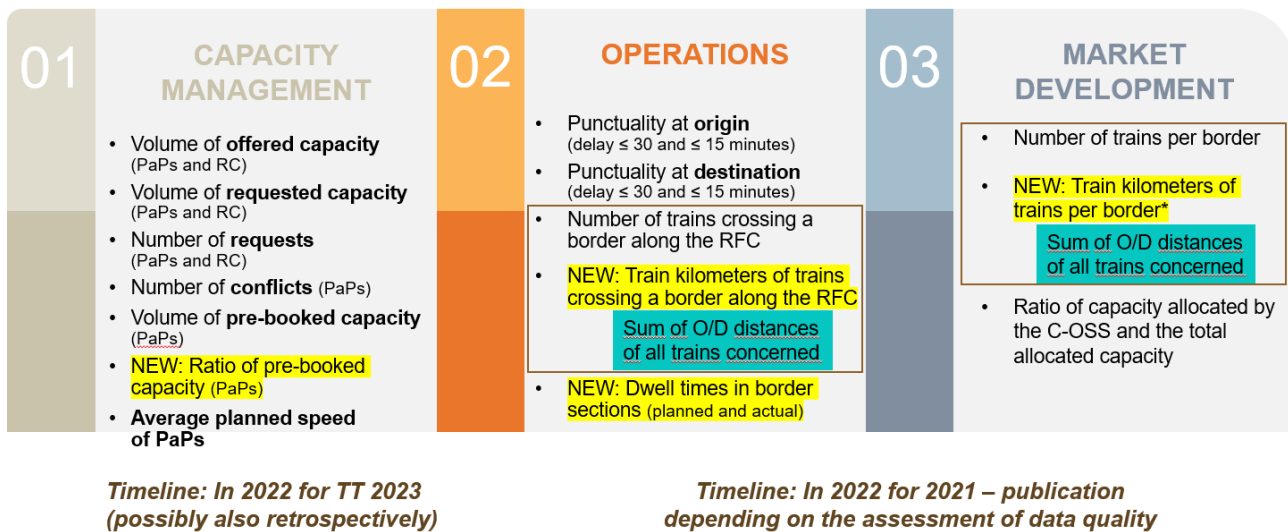 01
CAPACITY
MANAGEMENT
• Volume of offered capacity
(PaPs and RC)
• Volume of requested capacity
(PaPs and RC)
• Number of requests
(PaPs and RC)
• Number of conflicts (PaPs)
• Volume of pre-booked capacity
(PaPs)
• NEW: Ratio of pre-booked
capacity (PaPs)
• Average planned speed
of PaPs
02
OPERATIONS
• Punctuality at origin
(delay ≤ 30 and ≤ 15 minutes)
• Punctuality at destination
(delay ≤ 30 and ≤ 15 minutes)
• Number of trains crossing a
border along the RFC
• NEW: Train kilometers of trains
crossing a border along the RFC
Sum of O/D distances
of all trains concerned
• NEW: Dwell times in border
sections (planned and actual)
03
MARKET
DEVELOPMENT
• Number of trains per border
• NEW: Train kilometers of
trains per border*
Sum of O/D distances
of all trains concerned
• Ratio of capacity allocated by
the C-OSS and the total
allocated capacity
Timeline: In 2022 for TT 2023
(possibly also retrospectively)
Timeline: In 2022 for 2021 – publication
depending on the assessment of data quality